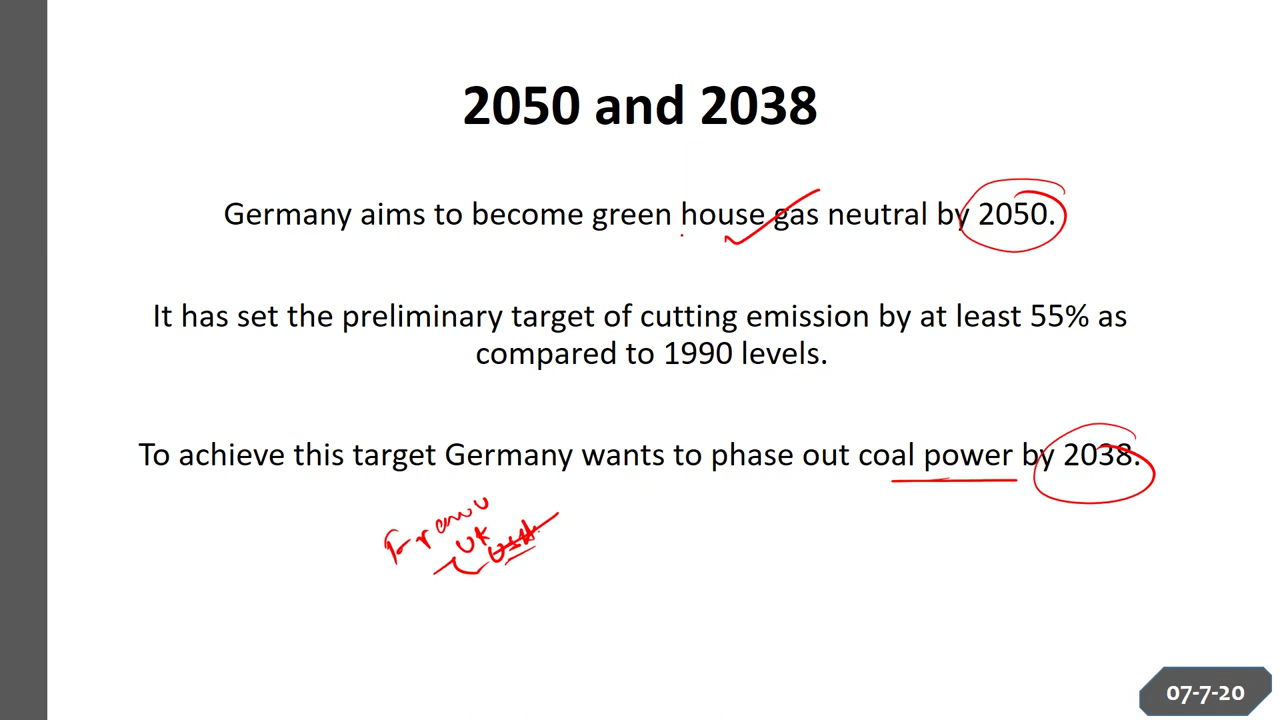 2050 and 2038
Germany aims to become green house gas neutral by 2050.
It has set the preliminary target of cutting emission by at least 55% as
compared to 1990 levels.
To achieve this target Germany wants to phase out coal power by 2038.
UK
USA
07-7-20